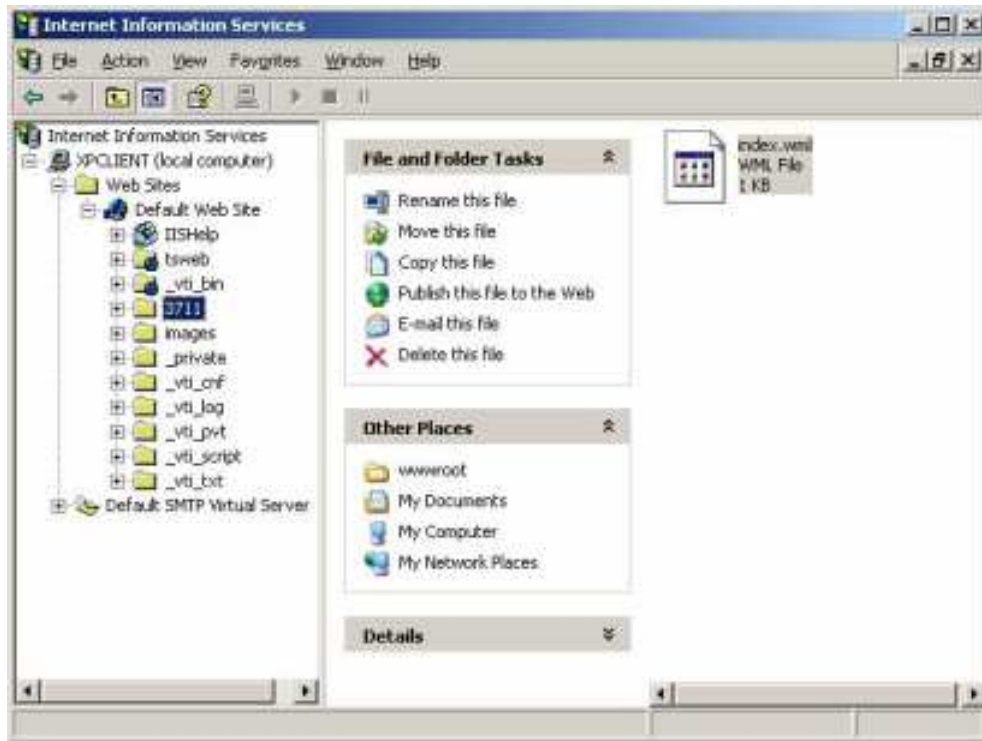 Internet Information Services
File Action View Favorites Window Help
Internet Information Services
XPCLIENT (local computer)
Web Sites
Default Web Site
IISHelp
tsweb
_vti_bin
3711
images
_private
_vti_cnf
_vti_log
_vti_pvt
_vti_script
_vti_txt
Default SMTP Virtual Server
File and Folder Tasks
Rename this file
Move this file
Copy this file
Publish this file to the Web
E-mail this file
Delete this file
Other Places
wwwroot
My Documents
My Computer
My Network Places
Details
index.wml
WML File
1 KB